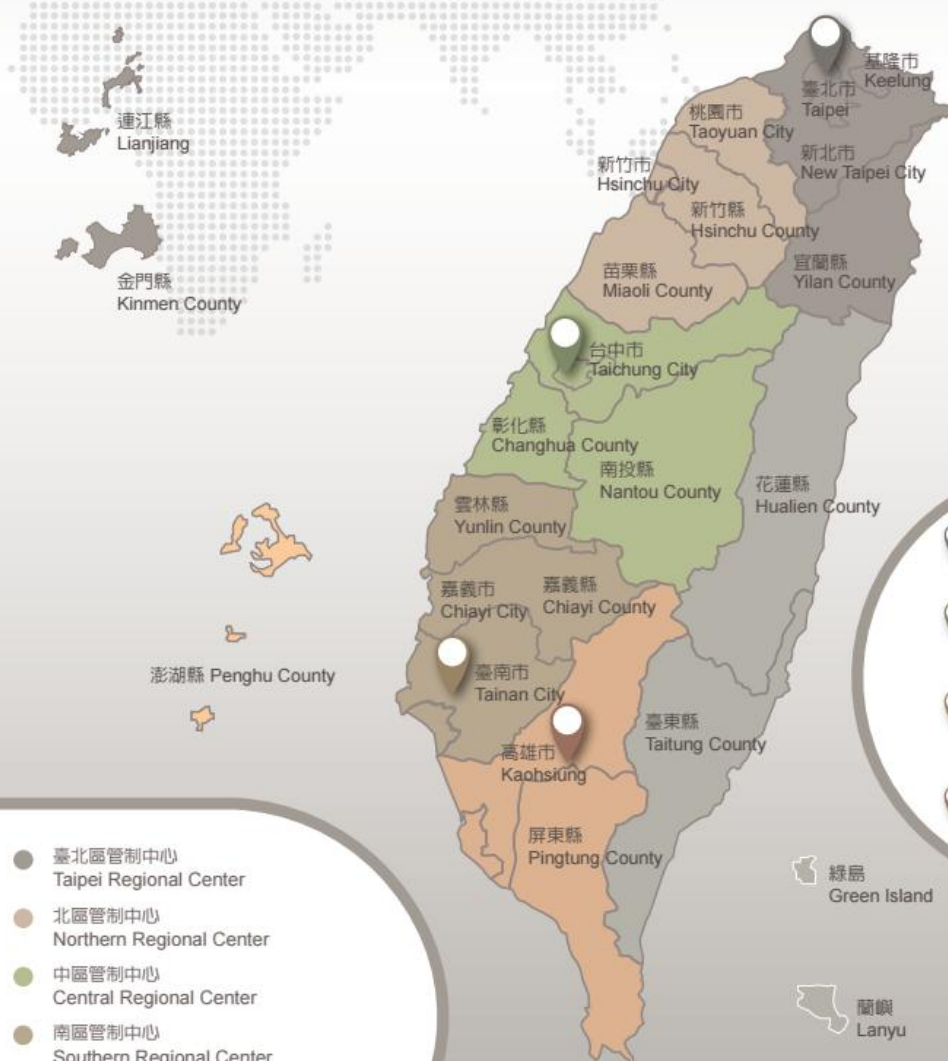 連江縣
Lianjiang
金門縣
Kinmen County
基隆市
Keelung
臺北市
Taipei
桃園市
Taoyuan City
新北市
New Taipei City
新竹市
Hsinchu City
新竹縣
Hsinchu County
宜蘭縣
Yilan County
苗栗縣
Miaoli County
台中市
Taichung City
彰化縣
Changhua County
南投縣
Nantou County
花蓮縣
Hualien County
雲林縣
Yunlin County
嘉義市
Chiayi City
嘉義縣
Chiayi County
澎湖縣 Penghu County
臺南市
Tainan City
高雄市
Kaohsiung
臺東縣
Taitung County
屏東縣
Pingtung County
綠島
Green Island
蘭嶼
Lanyu
臺北區管制中心
Taipei Regional Center
北區管制中心
Northern Regional Center
中區管制中心
Central Regional Center
南區管制中心
Southern Regional Center